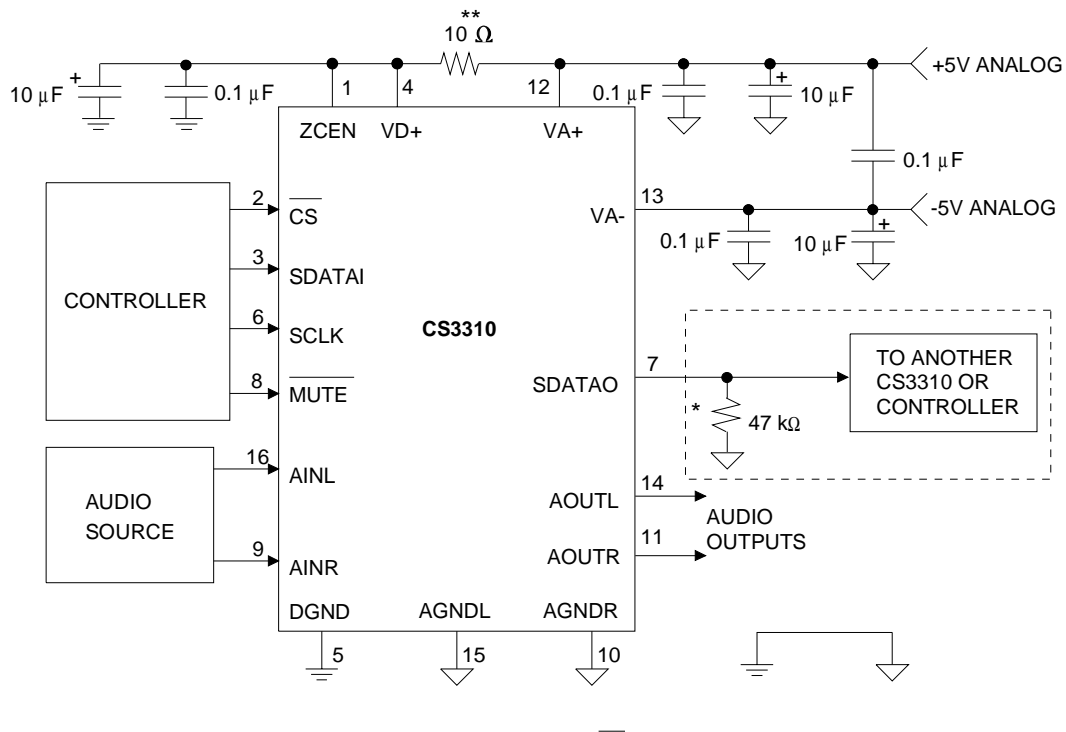 **
10 Ω
+5V ANALOG
+
10 μF
0.1 μF
1
4
12
0.1 μF
+
10 μF
ZCEN
VD+
VA+
0.1 μF
2
CS
13
VA-
-5V ANALOG
0.1 μF
10 μF
+
3
SDATAI
CONTROLLER
6
SCLK
CS3310
8
MUTE
7
SDATAO
TO ANOTHER
CS3310 OR
CONTROLLER
*
47 kΩ
16
AINL
14
AOUTL
AUDIO
SOURCE
AUDIO
OUTPUTS
9
AINR
11
AOUTR
DGND
AGNDL
AGNDR
5
15
10